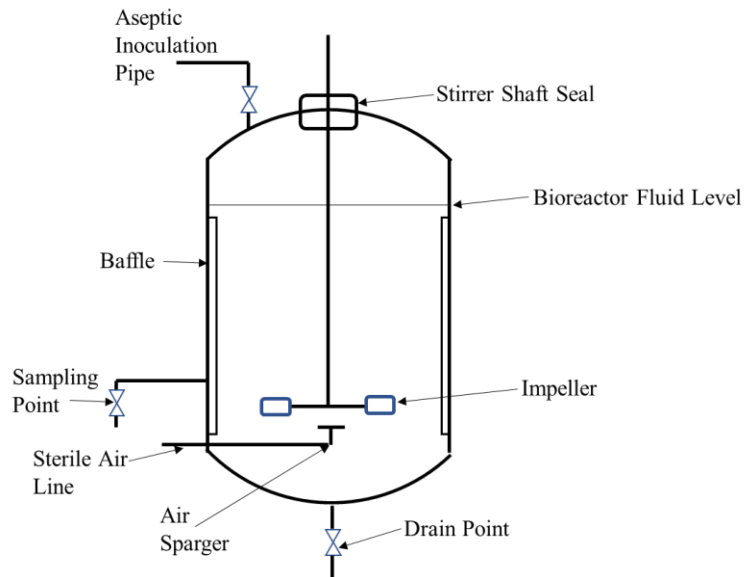 Aseptic
Inoculation
Pipe
Stirrer Shaft Seal
Bioreactor Fluid Level
Baffle
Sampling
Point
Impeller
Sterile Air
Line
Air
Sparger
Drain Point